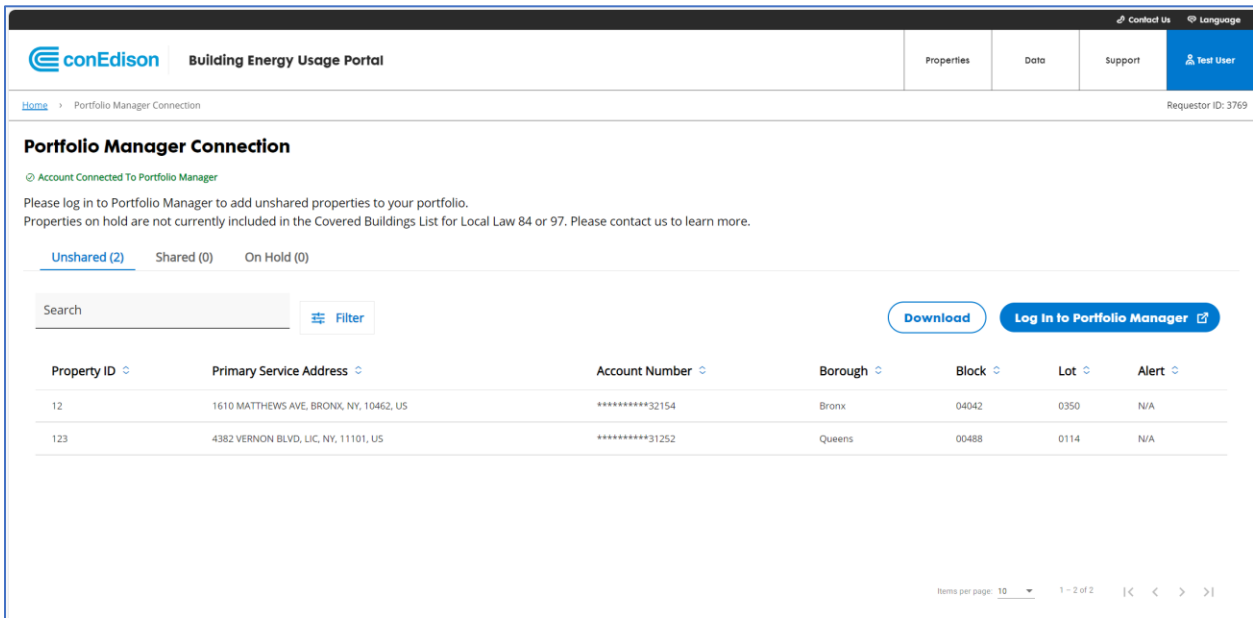 Contact Us Language
conEdison Building Energy Usage Portal Properties Data Support Test User
Home > Portfolio Manager Connection Requestor ID: 3769
Portfolio Manager Connection
Account Connected To Portfolio Manager
Please log in to Portfolio Manager to add unshared properties to your portfolio.
Properties on hold are not currently included in the Covered Buildings List for Local Law 84 or 97. Please contact us to learn more.
Unshared (2) Shared (0) On Hold (0)
Search Filter Download Log In to Portfolio Manager
Property ID Primary Service Address Account Number Borough Block Lot Alert
12 1610 MATTHEWS AVE, BRONX, NY, 10462, US **********32154 Bronx 04042 0350 N/A
123 4382 VERNON BLVD, LIC, NY, 11101, US **********31252 Queens 00488 0114 N/A
Items per page: 10 1 – 2 of 2 |< < > >|